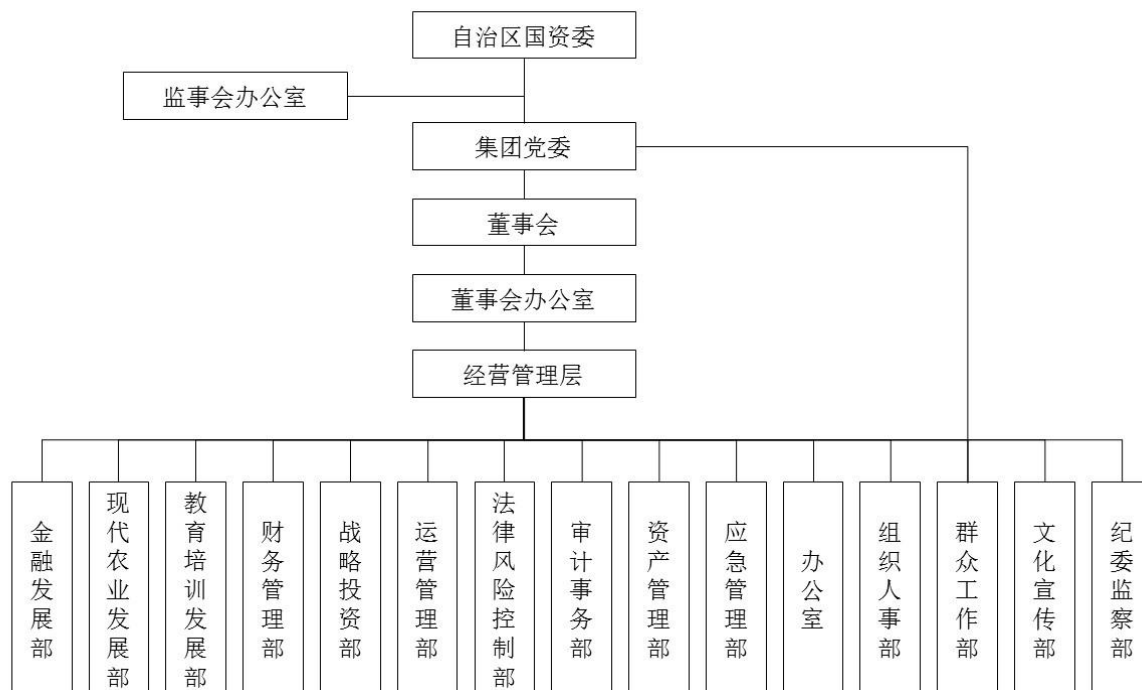 自治区国资委
监事会办公室
集团党委
董事会
董事会办公室
经营管理层
金融发展部
现代农业发展部
教育培训发展部
财务管理部
战略投资部
运营管理部
法律风险控制部
审计事务部
资产管理部
应急管理部
办公室
组织人事部
群众工作部
文化宣传部
纪委监察部